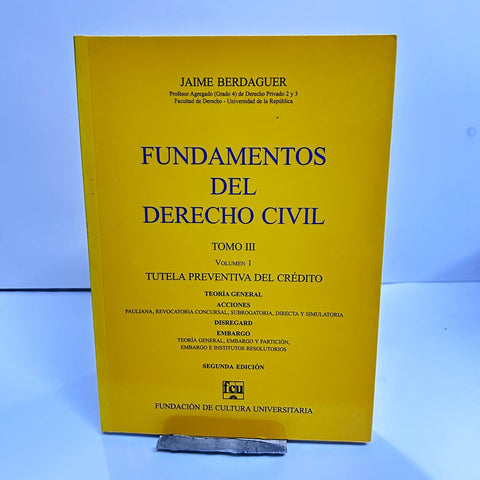 JAIME BERDAGUER
Profesor Agregado (Grado 4) de Derecho Privado 2 y 3
Facultad de Derecho - Universidad de la República
FUNDAMENTOS
DEL
DERECHO CIVIL
TOMO III
VOLUMEN 1
TUTELA PREVENTIVA DEL CRÉDITO
TEORÍA GENERAL
ACCIONES
PAULIANA, REVOCATORIA CONCURSAL, SUBROGATORIA, DIRECTA Y SIMULATORIA
DISREGARD
EMBARGO
TEORÍA GENERAL, EMBARGO Y PARTICIÓN,
EMBARGO E INSTITUTOS RESOLUTORIOS
SEGUNDA EDICIÓN
fcu
FUNDACIÓN DE CULTURA UNIVERSITARIA